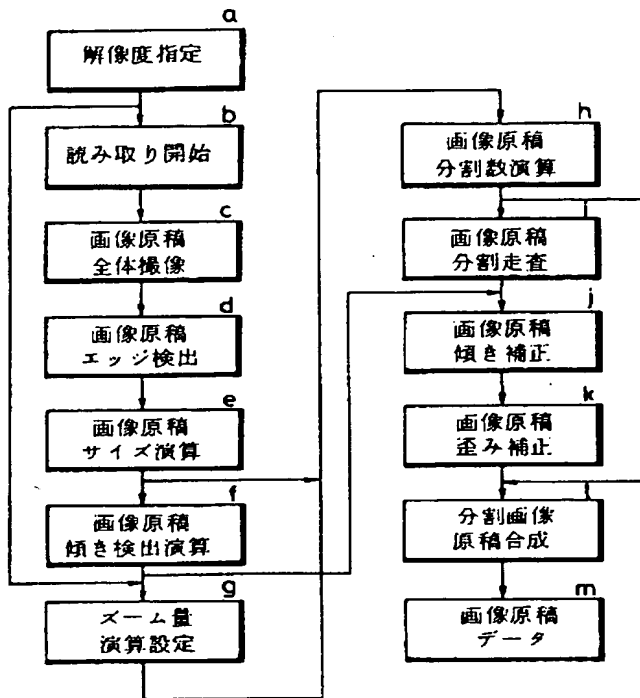 a
解像度指定
b
読み取り開始
c
画像原稿
全体撮像
d
画像原稿
エッジ検出
e
画像原稿
サイズ演算
f
画像原稿
傾き検出演算
g
ズーム量
演算設定
h
画像原稿
分割数演算
i
画像原稿
分割走査
j
画像原稿
傾き補正
k
画像原稿
歪み補正
l
分割画像
原稿合成
m
画像原稿
データ